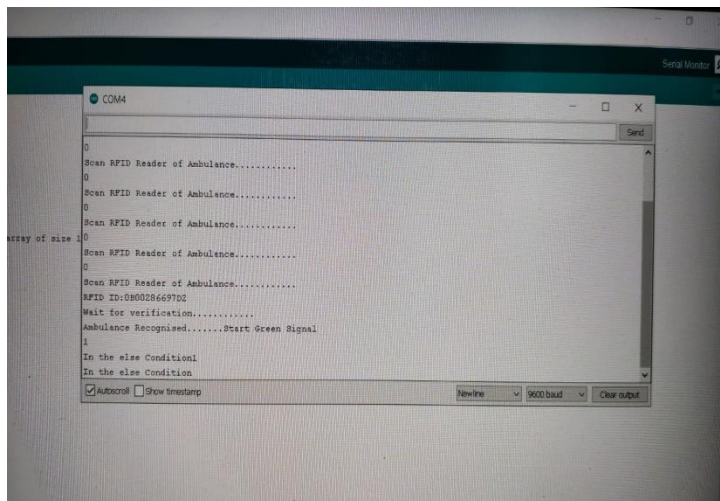 Serial Monitor
COM4
Send
0
Scan RFID Reader of Ambulance............
0
Scan RFID Reader of Ambulance............
0
Scan RFID Reader of Ambulance............
array of size 1
0
Scan RFID Reader of Ambulance............
0
Scan RFID Reader of Ambulance............
RFID ID:0B00286697D2
Wait for verification............
Ambulance Recognised.......Start Green Signal
1
In the else Condition1
In the else Condition
Autoscroll Show timestamp
Newline
9600 baud
Clear output